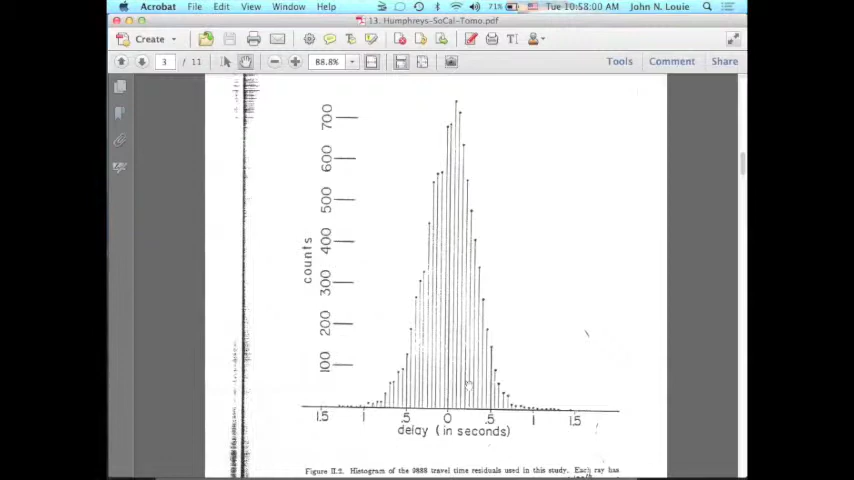 Acrobat File Edit View Window Help 71% Tue 10:58:00 AM John N. Louie
13. Humphreys-SoCal-Tomo.pdf
Create
3 / 11 88.8% Tools Comment Share
700
600
500
400
300
200
100
counts
1.5 1 .5 0 .5 1 1.5
delay (in seconds)
Figure II.2. Histogram of the 9888 travel time residuals used in this study. Each ray has